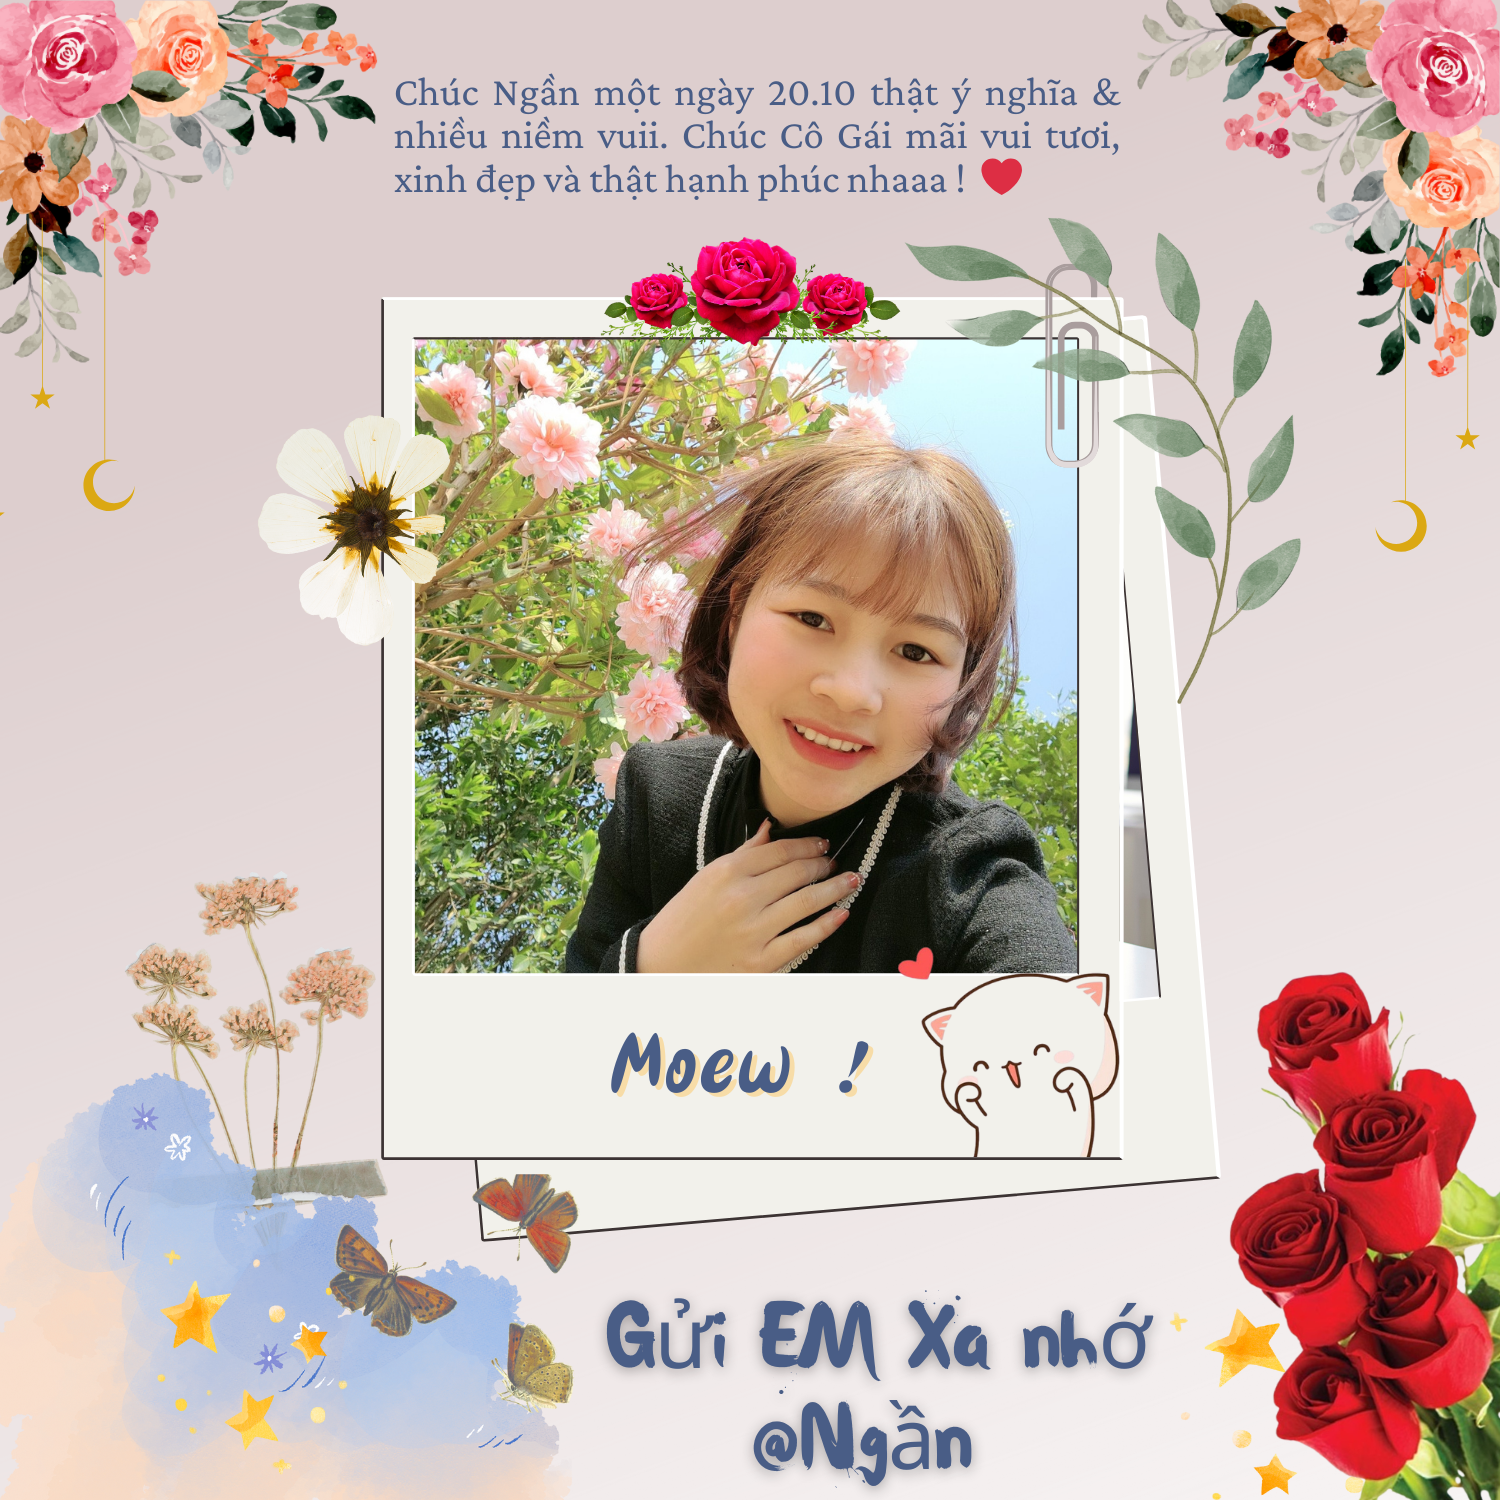 Chúc Ngần một ngày 20.10 thật ý nghĩa &
nhiều niềm vuii. Chúc Cô Gái mãi vui tươi,
xinh đẹp và thật hạnh phúc nhaaa ! ❤️
Moew !
Gửi EM Xa nhớ
@Ngần